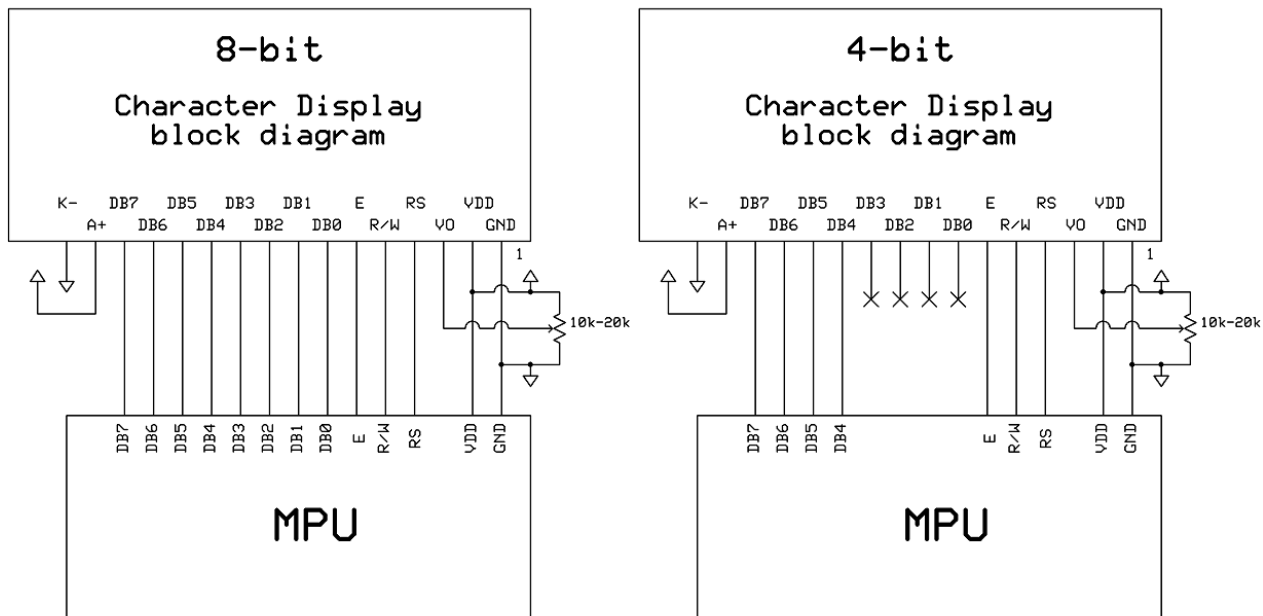 8-bit
Character Display
block diagram
K- DB7 DB5 DB3 DB1 E RS VDD
A+ DB6 DB4 DB2 DB0 R/W VO GND
1
10k-20k
DB7 DB6 DB5 DB4 DB3 DB2 DB1 DB0 E R/W RS VDD GND
MPU
4-bit
Character Display
block diagram
K- DB7 DB5 DB3 DB1 E RS VDD
A+ DB6 DB4 DB2 DB0 R/W VO GND
1
10k-20k
DB7 DB6 DB5 DB4 E R/W RS VDD GND
MPU